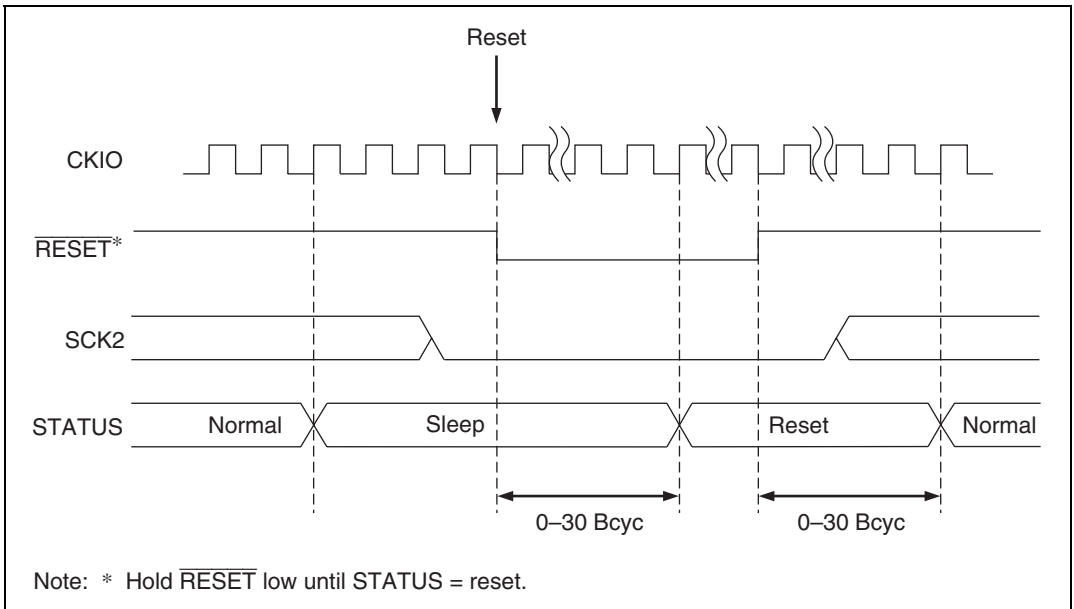 Reset
CKIO
RESET*
SCK2
STATUS Normal Sleep Reset Normal
0–30 Bcyc 0–30 Bcyc
Note: * Hold RESET low until STATUS = reset.